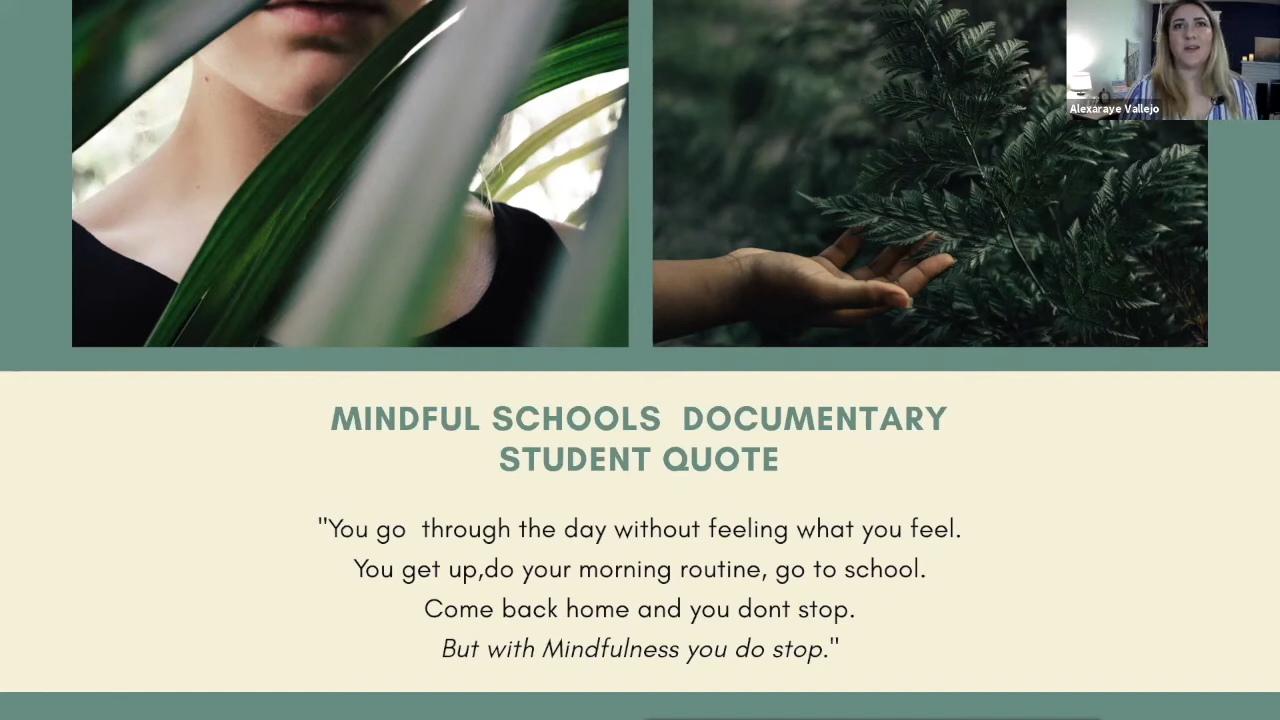 Alexaraye Vallejo
MINDFUL SCHOOLS  DOCUMENTARY
STUDENT QUOTE
"You go  through the day without feeling what you feel.
You get up,do your morning routine, go to school.
Come back home and you dont stop.
But with Mindfulness you do stop."